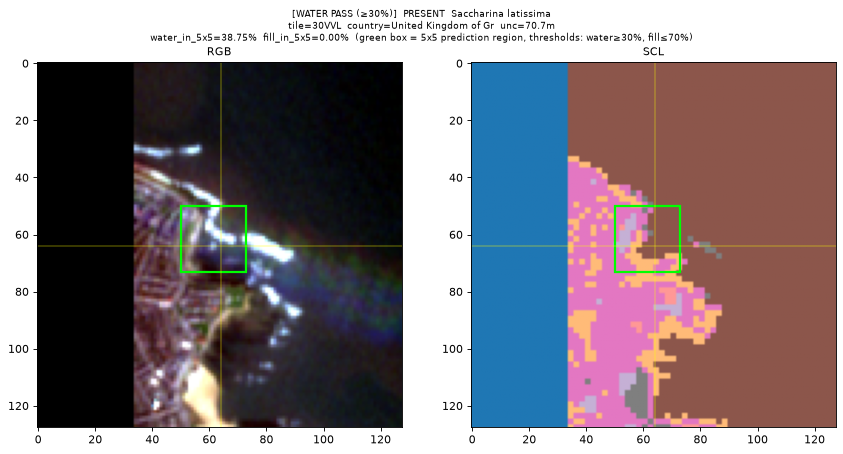 [WATER PASS (≥30%)]  PRESENT  Saccharina latissima
tile=30VVL  country=United Kingdom of Gr  unc=70.7m
water_in_5x5=38.75%  fill_in_5x5=0.00%  (green box = 5x5 prediction region, thresholds: water≥30%, fill≤70%)
RGB
SCL
0
20
40
60
80
100
120
0
20
40
60
80
100
120
0 20 40 60 80 100 120
0 20 40 60 80 100 120